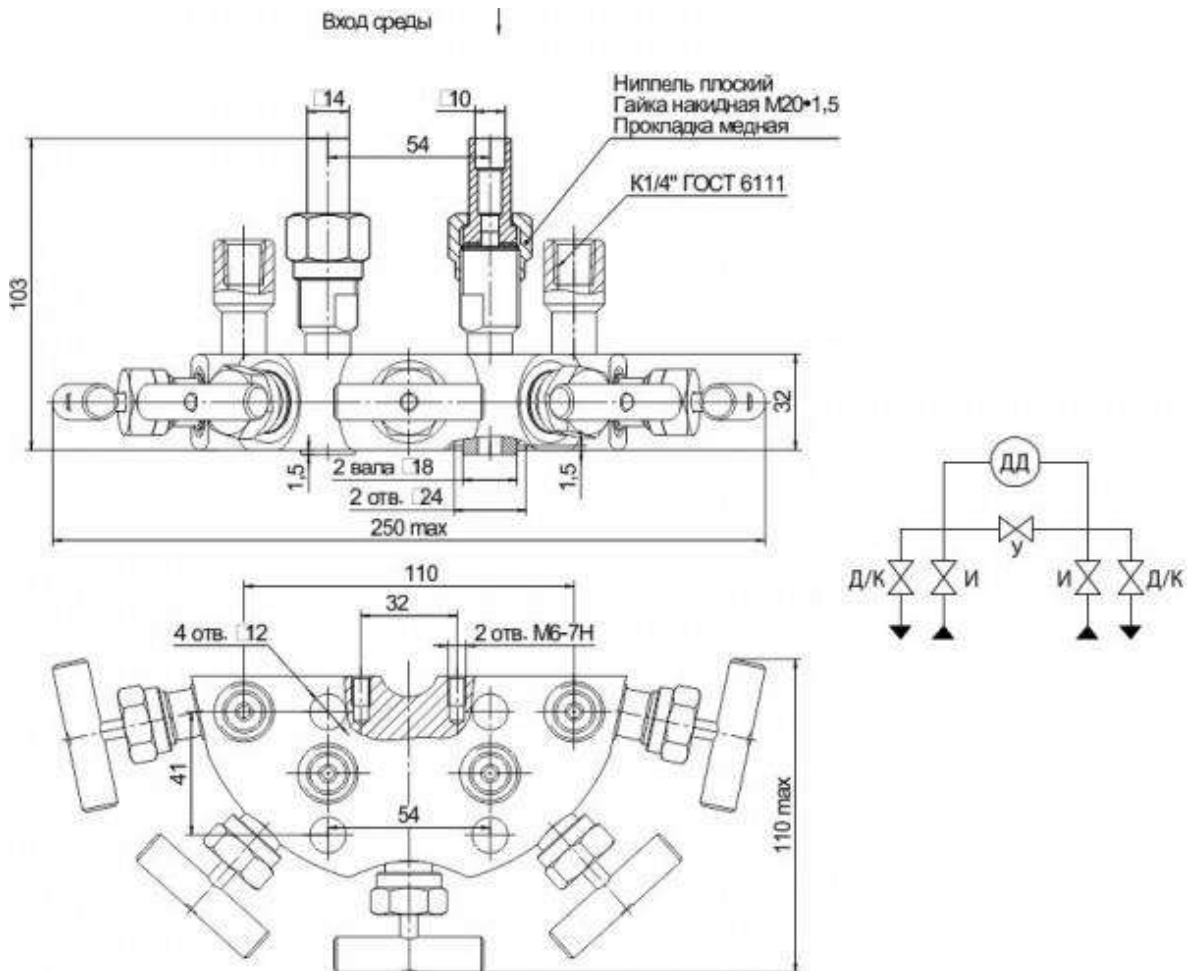 Вход среды
□14
□10
Ниппель плоский
Гайка накидная М20•1,5
Прокладка медная
54
К1/4" ГОСТ 6111
103
32
1,5
2 вала □18
1,5
2 отв. □24
250 max
ДД
У
Д/К
И
И
Д/К
110
32
4 отв. □12
2 отв. М6-7Н
41
54
110 max